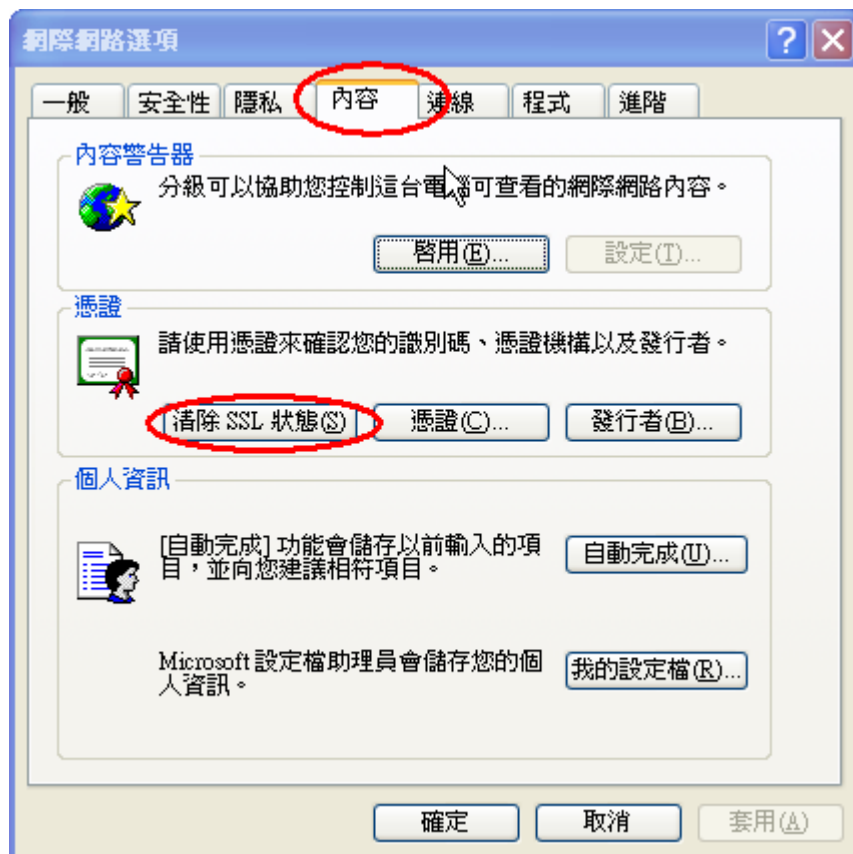 網際網路選項
一般 安全性 隱私 內容 連線 程式 進階
內容警告器
分級可以協助您控制這台電腦可查看的網際網路內容。
啓用(E)... 設定(T)...
憑證
請使用憑證來確認您的識別碼、憑證機構以及發行者。
清除 SSL 狀態(S) 憑證(C)... 發行者(B)...
個人資訊
[自動完成] 功能會儲存以前輸入的項
目，並向您建議相符項目。
自動完成(U)...
Microsoft 設定檔助理員會儲存您的個
人資訊。
我的設定檔(R)...
確定 取消 套用(A)